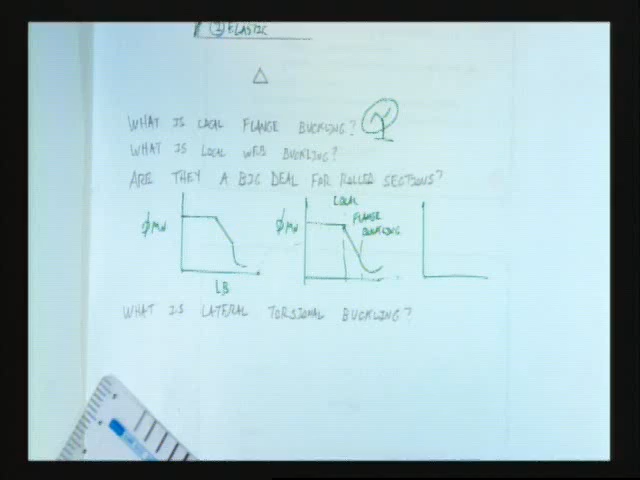 ② ELASTIC
WHAT IS LOCAL FLANGE BUCKLING?
WHAT IS LOCAL WEB BUCKLING?
ARE THEY A BIG DEAL FOR ROLLED SECTIONS?
ϕMN
LB
ϕMN
LOCAL
FLANGE
BUCKLING
WHAT IS LATERAL TORSIONAL BUCKLING?